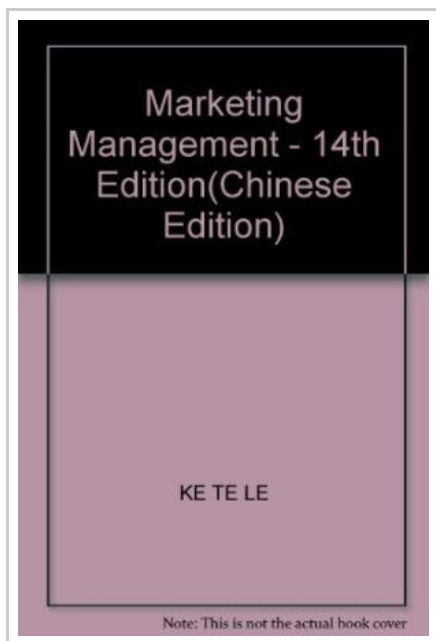 Marketing
Management - 14th
Edition(Chinese
Edition)
KE TE LE
Note: This is not the actual book cover